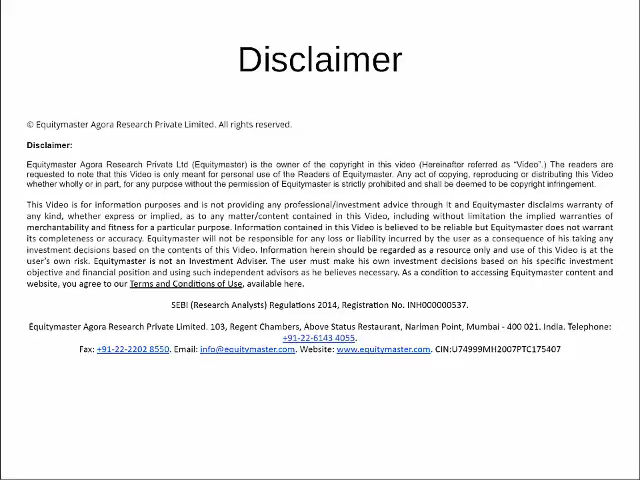 Disclaimer
© Equitymaster Agora Research Private Limited. All rights reserved.
Disclaimer:
Equitymaster Agora Research Private Ltd (Equitymaster) is the owner of the copyright in this video (Hereinafter referred as “Video”.) The readers are
requested to note that this Video is only meant for personal use of the Readers of Equitymaster. Any act of copying, reproducing or distributing this Video
whether wholly or in part, for any purpose without the permission of Equitymaster is strictly prohibited and shall be deemed to be copyright infringement.
This Video is for information purposes and is not providing any professional/investment advice through it and Equitymaster disclaims warranty of
any kind, whether express or implied, as to any matter/content contained in this Video, including without limitation the implied warranties of
merchantability and fitness for a particular purpose. Information contained in this Video is believed to be reliable but Equitymaster does not warrant
its completeness or accuracy. Equitymaster will not be responsible for any loss or liability incurred by the user as a consequence of his taking any
investment decisions based on the contents of this Video. Information herein should be regarded as a resource only and use of this Video is at the
user’s own risk. Equitymaster is not an Investment Adviser. The user must make his own investment decisions based on his specific investment
objective and financial position and using such independent advisors as he believes necessary. As a condition to accessing Equitymaster content and
website, you agree to our Terms and Conditions of Use, available here.
SEBI (Research Analysts) Regulations 2014, Registration No. INH000000537.
Equitymaster Agora Research Private Limited. 103, Regent Chambers, Above Status Restaurant, Nariman Point, Mumbai - 400 021. India. Telephone:
+91-22-6143 4055.
Fax: +91-22-2202 8550. Email: info@equitymaster.com. Website: www.equitymaster.com. CIN:U74999MH2007PTC175407